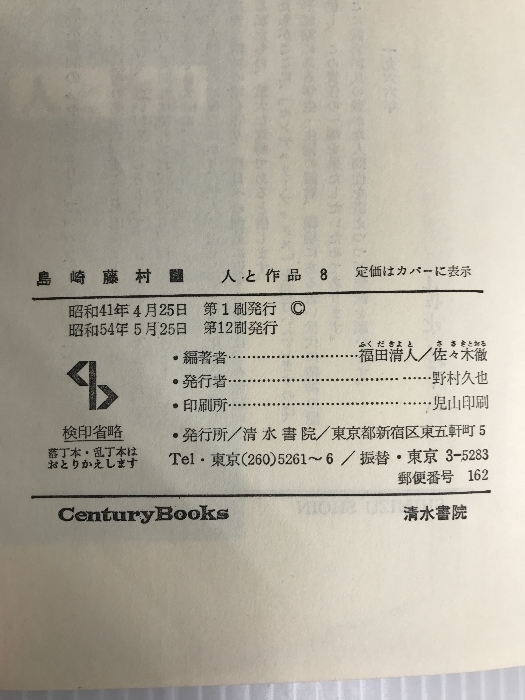 島崎藤村 人と作品 8 定価はカバーに表示
昭和41年4月25日 第1刷発行 ©
昭和54年5月25日 第12刷発行
ふくだきよと ささきとおる
・編著者…………………………福田清人/佐々木徹
・発行者…………………………………野村久也
・印刷所…………………………………児山印刷
検印省略
落丁本・乱丁本は
おとりかえします
・発行所/清水書院/東京都新宿区東五軒町5
Tel・東京(260)5261〜6/振替・東京 3-5283
郵便番号 162
CenturyBooks 清水書院